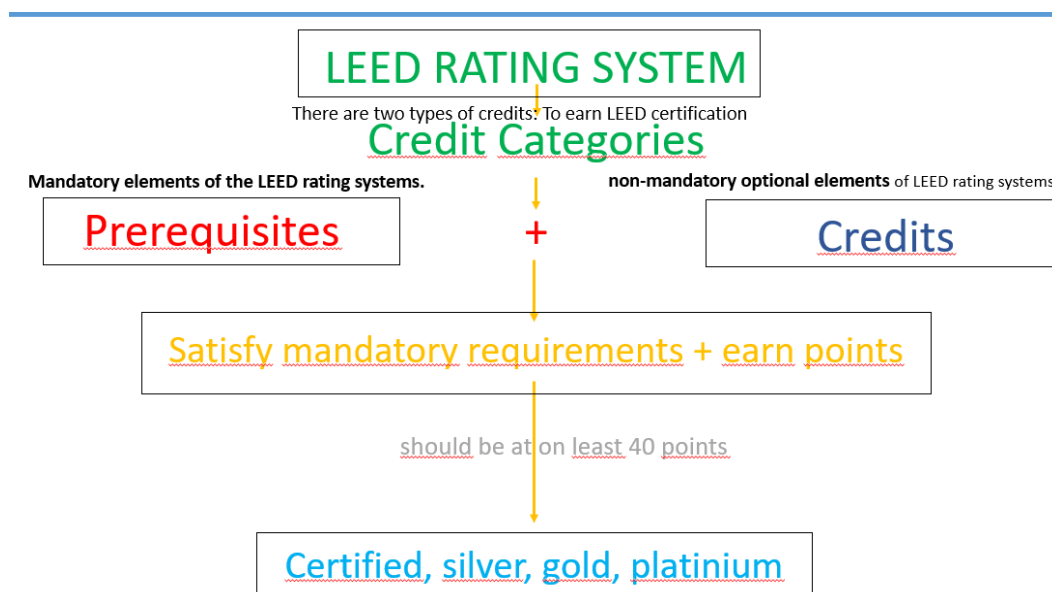 LEED RATING SYSTEM
There are two types of credits: To earn LEED certification
Credit Categories
Mandatory elements of the LEED rating systems.
non-mandatory optional elements of LEED rating systems
Prerequisites
+
Credits
Satisfy mandatory requirements + earn points
should be at on least 40 points
Certified, silver, gold, platinium